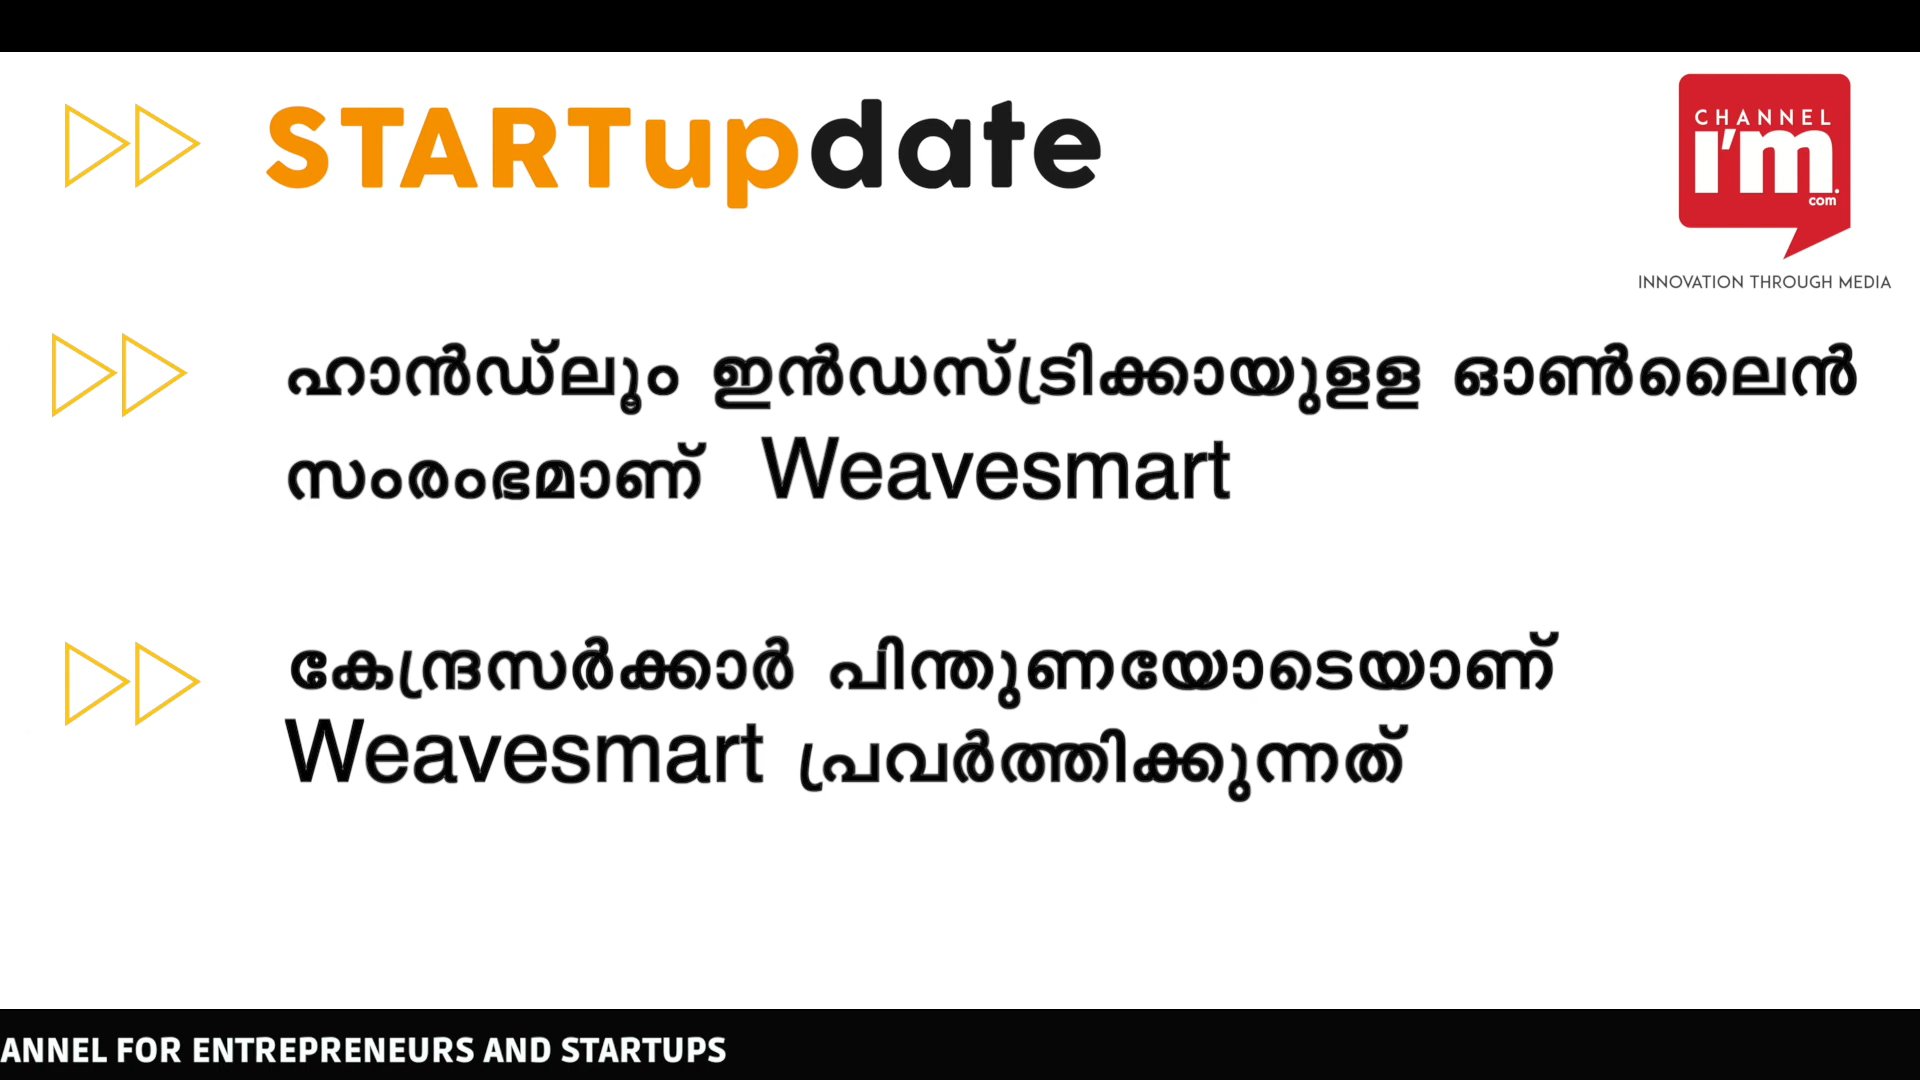 STARTupdate
CHANNEL
I'm.
com
INNOVATION THROUGH MEDIA
ഹാൻഡ്‌ലൂം ഇൻഡസ്ട്രിക്കായുളള ഓൺലൈൻ
സംരംഭമാണ് Weavesmart
കേന്ദ്രസർക്കാർ പിന്തുണയോടെയാണ്
Weavesmart പ്രവർത്തിക്കുന്നത്
ANNEL FOR ENTREPRENEURS AND STARTUPS